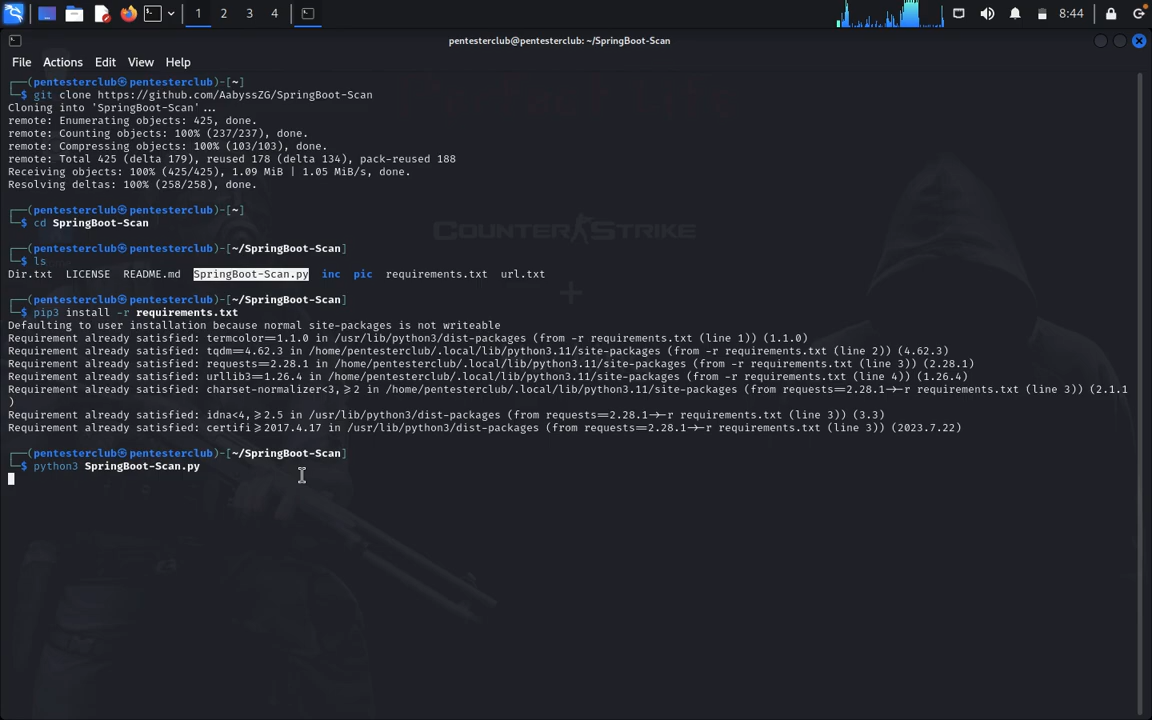 1 2 3 4 8:44
pentesterclub@pentesterclub: ~/SpringBoot-Scan
File Actions Edit View Help
┌──(pentesterclub㉿pentesterclub)-[~]
└─$ git clone https://github.com/AabyssZG/SpringBoot-Scan
Cloning into 'SpringBoot-Scan'...
remote: Enumerating objects: 425, done.
remote: Counting objects: 100% (237/237), done.
remote: Compressing objects: 100% (103/103), done.
remote: Total 425 (delta 179), reused 178 (delta 134), pack-reused 188
Receiving objects: 100% (425/425), 1.09 MiB | 1.05 MiB/s, done.
Resolving deltas: 100% (258/258), done.
┌──(pentesterclub㉿pentesterclub)-[~]
└─$ cd SpringBoot-Scan
┌──(pentesterclub㉿pentesterclub)-[~/SpringBoot-Scan]
└─$ ls
Dir.txt LICENSE README.md SpringBoot-Scan.py inc pic requirements.txt url.txt
┌──(pentesterclub㉿pentesterclub)-[~/SpringBoot-Scan]
└─$ pip3 install -r requirements.txt
Defaulting to user installation because normal site-packages is not writeable
Requirement already satisfied: termcolor==1.1.0 in /usr/lib/python3/dist-packages (from -r requirements.txt (line 1)) (1.1.0)
Requirement already satisfied: tqdm==4.62.3 in /home/pentesterclub/.local/lib/python3.11/site-packages (from -r requirements.txt (line 2)) (4.62.3)
Requirement already satisfied: requests==2.28.1 in /home/pentesterclub/.local/lib/python3.11/site-packages (from -r requirements.txt (line 3)) (2.28.1)
Requirement already satisfied: urllib3==1.26.4 in /home/pentesterclub/.local/lib/python3.11/site-packages (from -r requirements.txt (line 4)) (1.26.4)
Requirement already satisfied: charset-normalizer<3,>=2 in /home/pentesterclub/.local/lib/python3.11/site-packages (from requests==2.28.1->-r requirements.txt (line 3)) (2.1.1
)
Requirement already satisfied: idna<4,>=2.5 in /usr/lib/python3/dist-packages (from requests==2.28.1->-r requirements.txt (line 3)) (3.3)
Requirement already satisfied: certifi>=2017.4.17 in /usr/lib/python3/dist-packages (from requests==2.28.1->-r requirements.txt (line 3)) (2023.7.22)
┌──(pentesterclub㉿pentesterclub)-[~/SpringBoot-Scan]
└─$ python3 SpringBoot-Scan.py
COUNTER STRIKE